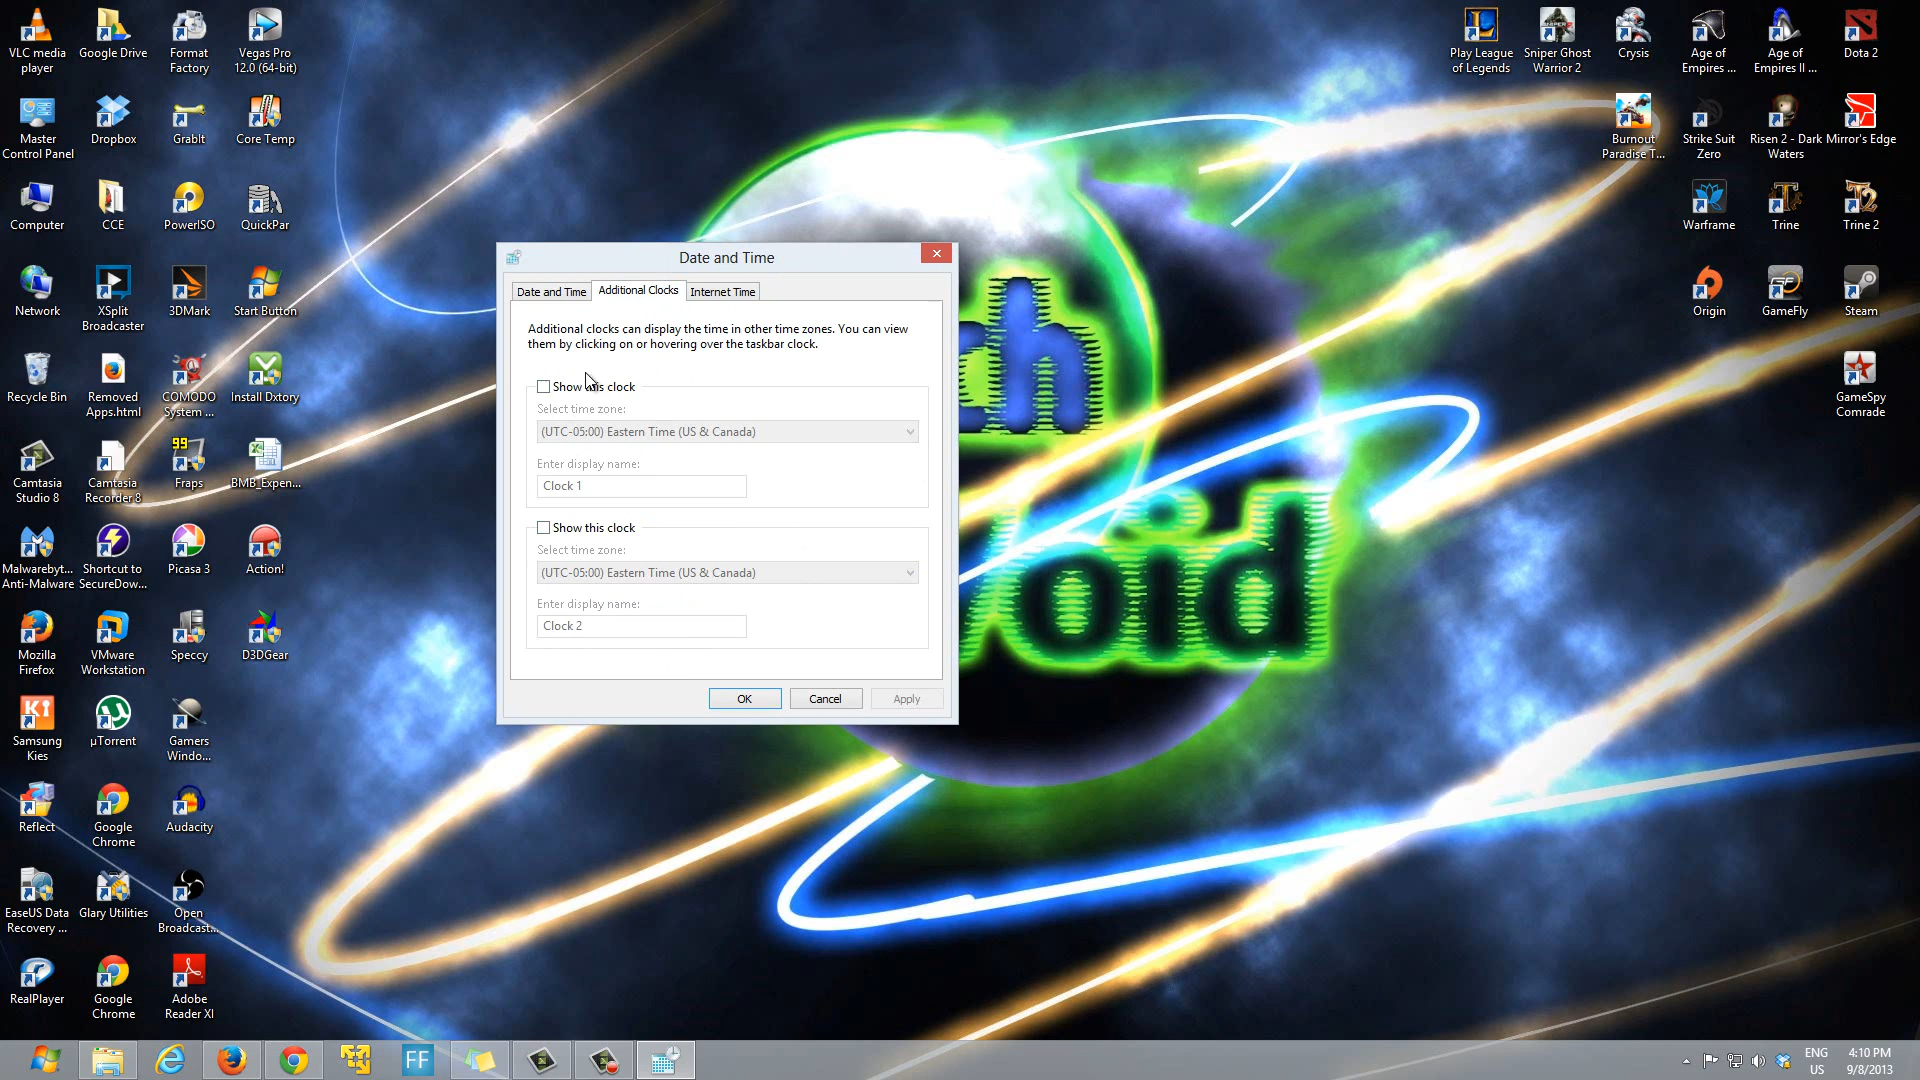 VLC media
player
Google Drive
Format
Factory
Vegas Pro
12.0 (64-bit)
Play League
of Legends
Sniper Ghost
Warrior 2
Crysis
Age of
Empires ...
Age of
Empires II ...
Dota 2
Master
Control Panel
Dropbox
GrabIt
Core Temp
Burnout
Paradise T...
Strike Suit
Zero
Risen 2 - Dark
Waters
Mirror's Edge
Computer
CCE
PowerISO
QuickPar
Warframe
Trine
Trine 2
Network
XSplit
Broadcaster
3DMark
Start Button
Origin
GameFly
Steam
Recycle Bin
Removed
Apps.html
COMODO
System ...
Install Dxtory
GameSpy
Comrade
Camtasia
Studio 8
Camtasia
Recorder 8
99
Fraps
BMB_Expen...
Malwarebyt...
Anti-Malware
Shortcut to
SecureDow...
Picasa 3
Action!
Mozilla
Firefox
VMware
Workstation
Speccy
D3DGear
Samsung
Kies
µTorrent
Gamers
Windo...
Reflect
Google
Chrome
Audacity
EaseUS Data
Recovery ...
Glary Utilities
Open
Broadcast...
RealPlayer
Google
Chrome
Adobe
Reader XI
Date and Time
Date and Time
Additional Clocks
Internet Time
Additional clocks can display the time in other time zones. You can view
them by clicking on or hovering over the taskbar clock.
Show this clock
Select time zone:
(UTC-05:00) Eastern Time (US & Canada)
Enter display name:
Clock 1
Show this clock
Select time zone:
(UTC-05:00) Eastern Time (US & Canada)
Enter display name:
Clock 2
OK
Cancel
Apply
ch
oid
FF
ENG
US
4:10 PM
9/8/2013